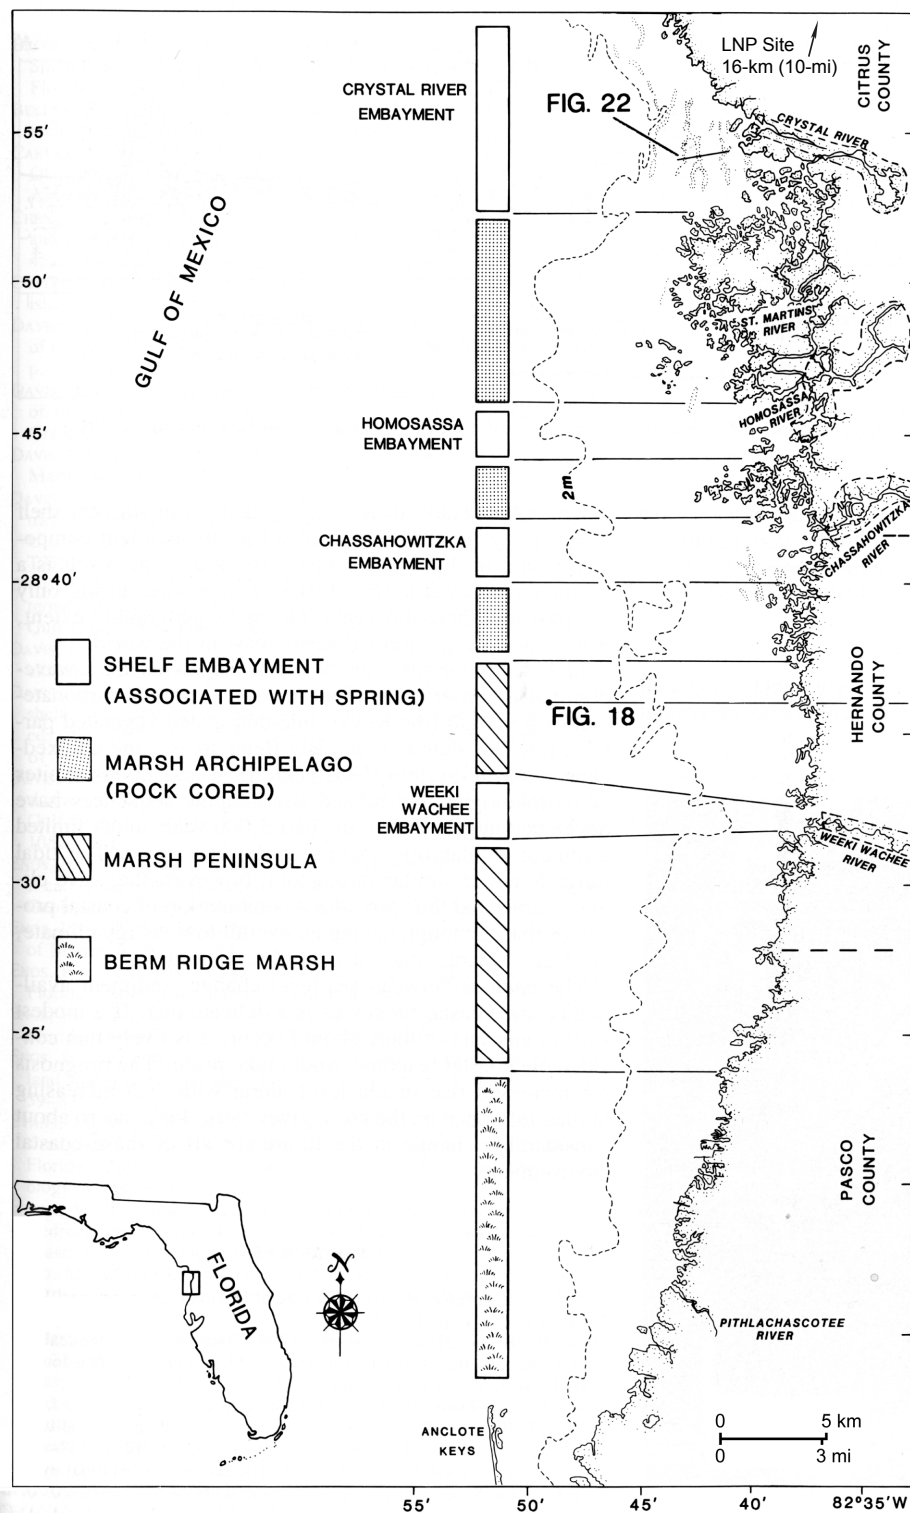 LNP Site
16-km (10-mi)
CITRUS
COUNTY
CRYSTAL RIVER
EMBAYMENT
FIG. 22
CRYSTAL RIVER
55'
GULF OF MEXICO
50'
ST. MARTINS
RIVER
HOMOSASSA
RIVER
45'
HOMOSASSA
EMBAYMENT
2m
CHASSAHOWITZKA
EMBAYMENT
CHASSAHOWITZKA
RIVER
28°40'
SHELF EMBAYMENT
(ASSOCIATED WITH SPRING)
FIG. 18
HERNANDO
COUNTY
MARSH ARCHIPELAGO
(ROCK CORED)
WEEKI
WACHEE
EMBAYMENT
WEEKI WACHEE
RIVER
MARSH PENINSULA
30'
BERM RIDGE MARSH
25'
PASCO
COUNTY
FLORIDA
N
PITHLACHASCOTEE
RIVER
ANCLOTE
KEYS
0 5 km
0 3 mi
55' 50' 45' 40' 82°35'W